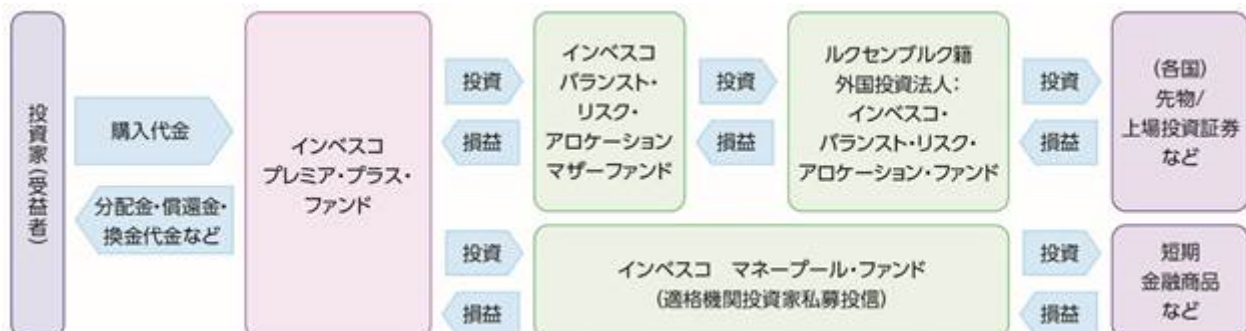 投資家(受益者)
購入代金
分配金・償還金・
換金代金など
インベスコ
プレミア・プラス・
ファンド
投資
損益
インベスコ
バランスト・
リスク・
アロケーション
マザーファンド
投資
損益
ルクセンブルク籍
外国投資法人:
インベスコ・
バランスト・リスク・
アロケーション・ファンド
投資
損益
(各国)
先物/
上場投資証券
など
投資
損益
インベスコ マネープール・ファンド
(適格機関投資家私募投信)
投資
損益
短期
金融商品
など